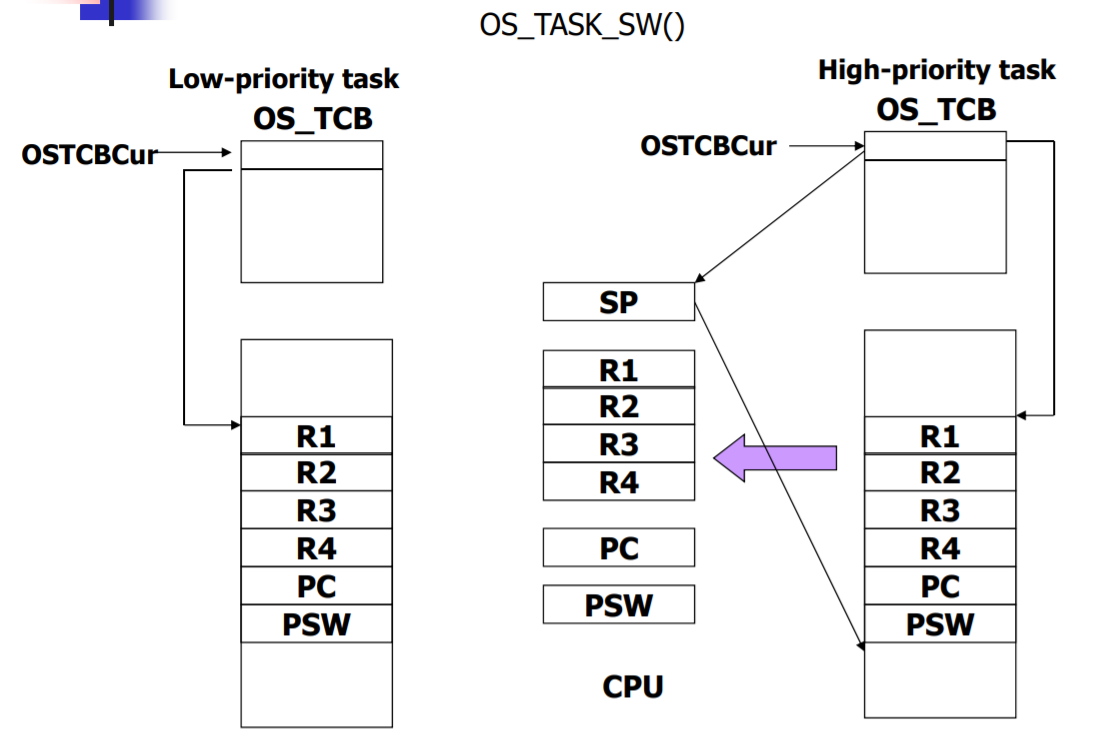 OS_TASK_SW()
Low-priority task
OS_TCB
OSTCBCur
R1
R2
R3
R4
PC
PSW
SP
R1
R2
R3
R4
PC
PSW
CPU
High-priority task
OS_TCB
OSTCBCur
R1
R2
R3
R4
PC
PSW